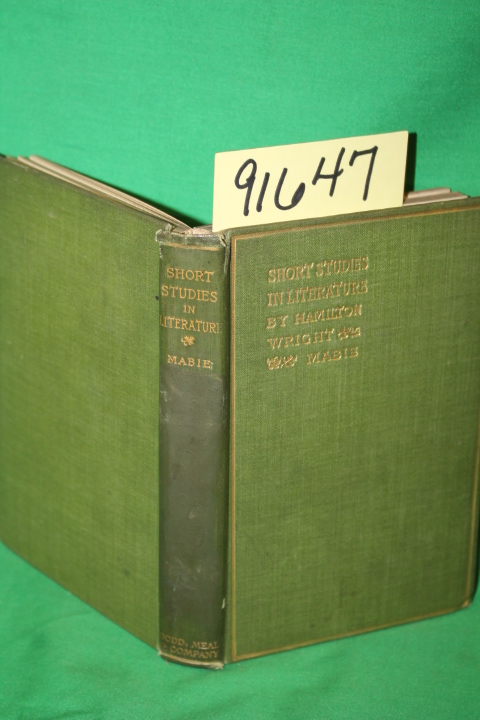 91647
SHORT
STUDIES
IN
LITERATURE
MABIE
DODD, MEAD
& COMPANY
SHORT STUDIES
IN LITERATURE
BY HAMILTON
WRIGHT
MABIE